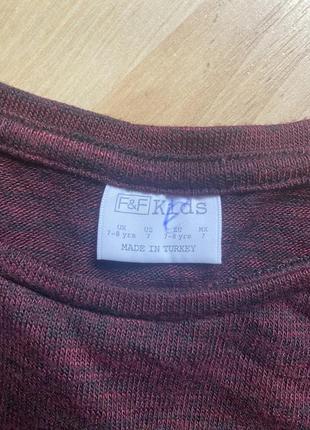 F&F Kids
UK US EU MX
7-8 yrs 7 7-8 yrs 7
MADE IN TURKEY